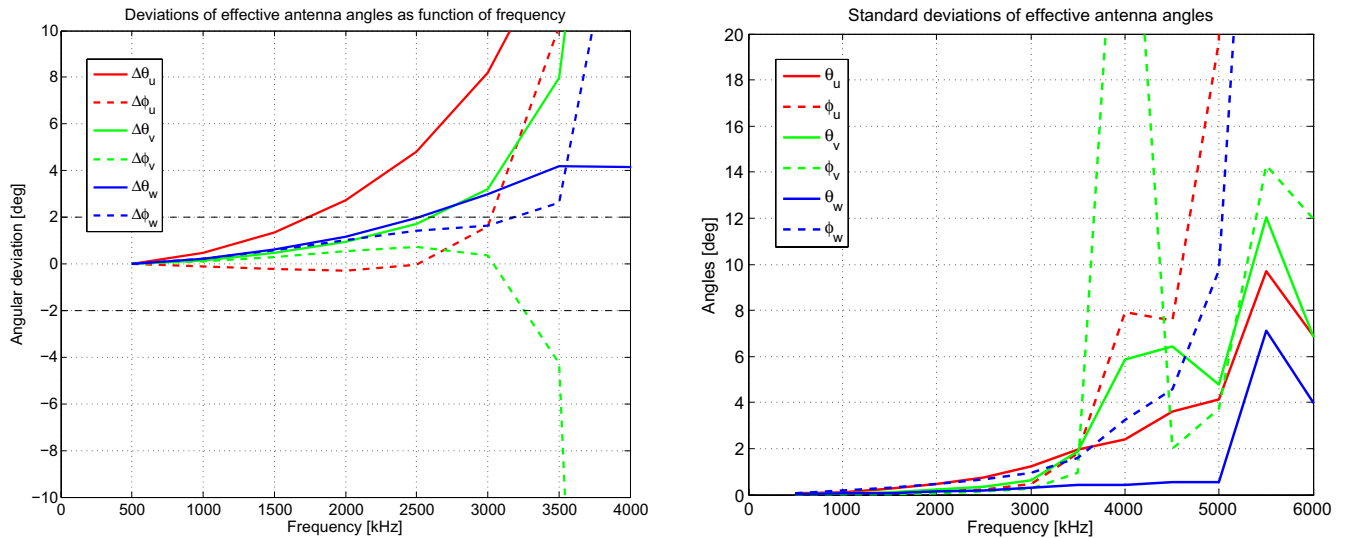 Deviations of effective antenna angles as function of frequency
10
8
6
4
2
0
−2
−4
−6
−8
−10
Angular deviation [deg]
Δθu
Δϕu
Δθv
Δϕv
Δθw
Δϕw
0 500 1000 1500 2000 2500 3000 3500 4000
Frequency [kHz]
Standard deviations of effective antenna angles
20
18
16
14
12
10
8
6
4
2
0
Angles [deg]
θu
ϕu
θv
ϕv
θw
ϕw
0 1000 2000 3000 4000 5000 6000
Frequency [kHz]